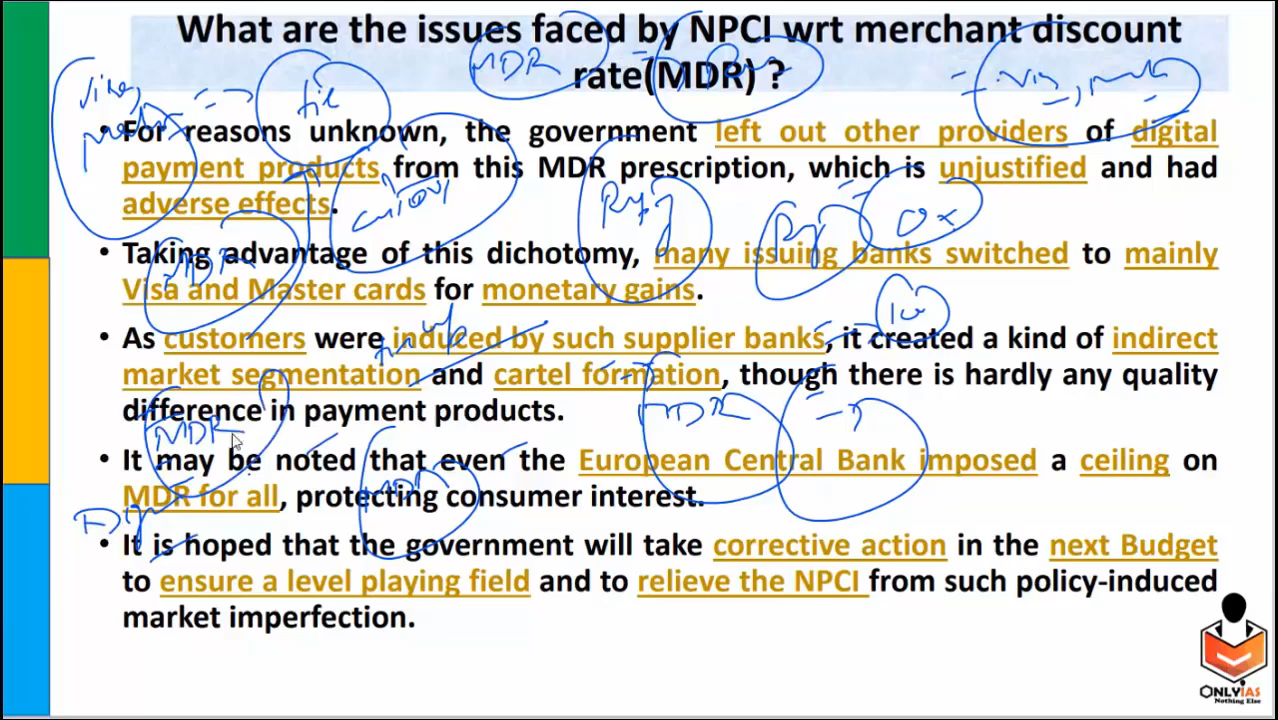 What are the issues faced by NPCI wrt merchant discount
rate(MDR) ?
MDR
• For reasons unknown, the government left out other providers of digital
payment products from this MDR prescription, which is unjustified and had
adverse effects.
• Taking advantage of this dichotomy, many issuing banks switched to mainly
Visa and Master cards for monetary gains.
MDR
• As customers were induced by such supplier banks, it created a kind of indirect
market segmentation and cartel formation, though there is hardly any quality
difference in payment products.
MDR
MDR
• It may be noted that even the European Central Bank imposed a ceiling on
MDR for all, protecting consumer interest.
MDR
• It is hoped that the government will take corrective action in the next Budget
to ensure a level playing field and to relieve the NPCI from such policy-induced
market imperfection.
ONLYIAS
Nothing Else